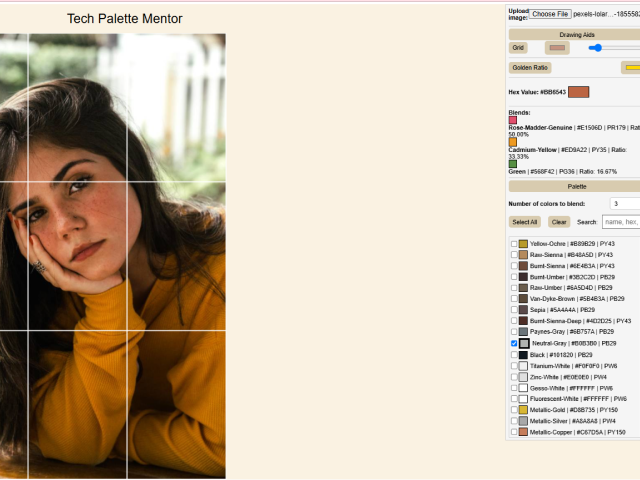 Tech Palette Mentor
Upload image:
Choose File pexels-lolar...-1855582
Drawing Aids
Grid
Golden Ratio
Hex Value: #BB6543
Blends:
Rose-Madder-Genuine | #E1506D | PR179 | Rat
50.00%
Cadmium-Yellow | #ED9A22 | PY35 | Ratio:
33.33%
Green | #568F42 | PG36 | Ratio: 16.67%
Palette
Number of colors to blend: 3
Select All Clear Search: name, hex,
Yellow-Ochre | #B89B29 | PY43
Raw-Sienna | #B48A5D | PY43
Burnt-Sienna | #6E4B3A | PY43
Burnt-Umber | #3B2C2D | PB29
Raw-Umber | #6A5D4D | PB29
Van-Dyke-Brown | #5B4B3A | PB29
Sepia | #5A4A4A | PB29
Burnt-Sienna-Deep | #4D2D25 | PY43
Paynes-Gray | #6B757A | PB29
Neutral-Gray | #B0B3B0 | PB29
Black | #101820 | PB29
Titanium-White | #F0F0F0 | PW6
Zinc-White | #E0E0E0 | PW4
Gesso-White | #FFFFFF | PW6
Fluorescent-White | #FFFFFF | PW6
Metallic-Gold | #D8B735 | PY150
Metallic-Silver | #A8A8A8 | PW4
Metallic-Copper | #C67D5A | PY150